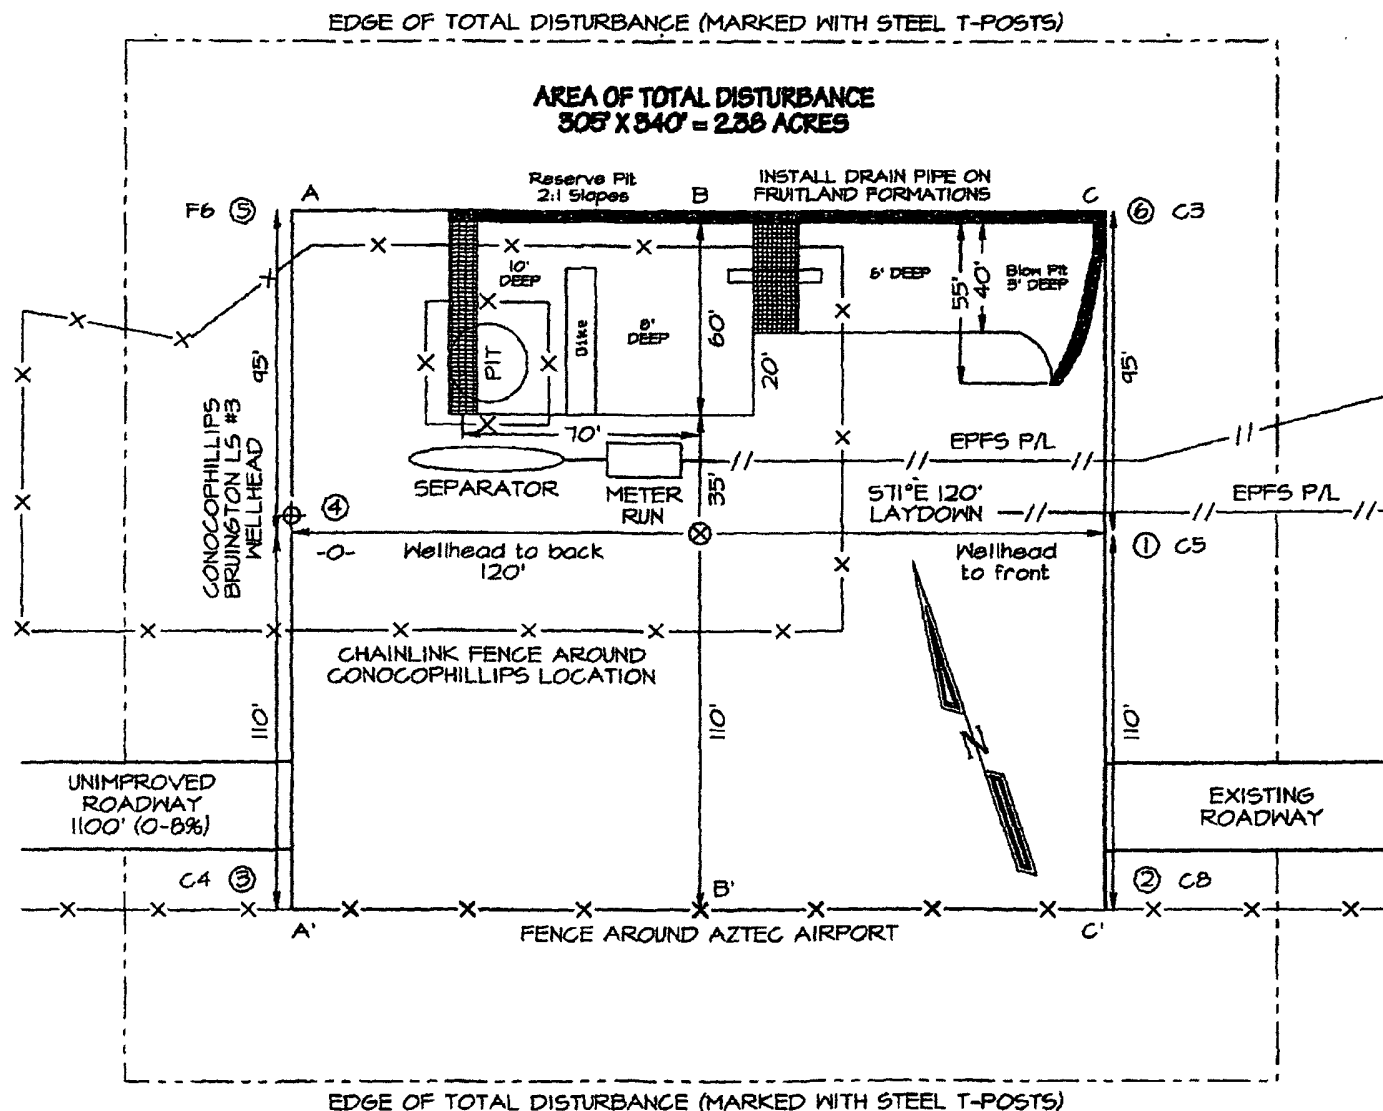 EDGE OF TOTAL DISTURBANCE (MARKED WITH STEEL T-POSTS)
AREA OF TOTAL DISTURBANCE
305' X 340' = 2.38 ACRES
A
Reserve Pit
2:1 Slopes
B
INSTALL DRAIN PIPE ON
FRUITLAND FORMATIONS
C
F6 5
6 C3
10'
DEEP
Dike
8'
DEEP
60'
6' DEEP
55'
40'
Blow Pit
3' DEEP
PIT
20'
95'
95'
CONOCOPHILLIPS
BRUINGTON LS #3
WELLHEAD
70'
SEPARATOR
METER
RUN
35'
EPFS P/L
S71°E 120'
LAYDOWN
EPFS P/L
4
-0-
Wellhead to back
120'
Wellhead
to front
1 C5
CHAINLINK FENCE AROUND
CONOCOPHILLIPS LOCATION
110'
110'
N
110'
UNIMPROVED
ROADWAY
1100' (0-8%)
EXISTING
ROADWAY
C4 3
B'
2 C8
A'
FENCE AROUND AZTEC AIRPORT
C'
EDGE OF TOTAL DISTURBANCE (MARKED WITH STEEL T-POSTS)